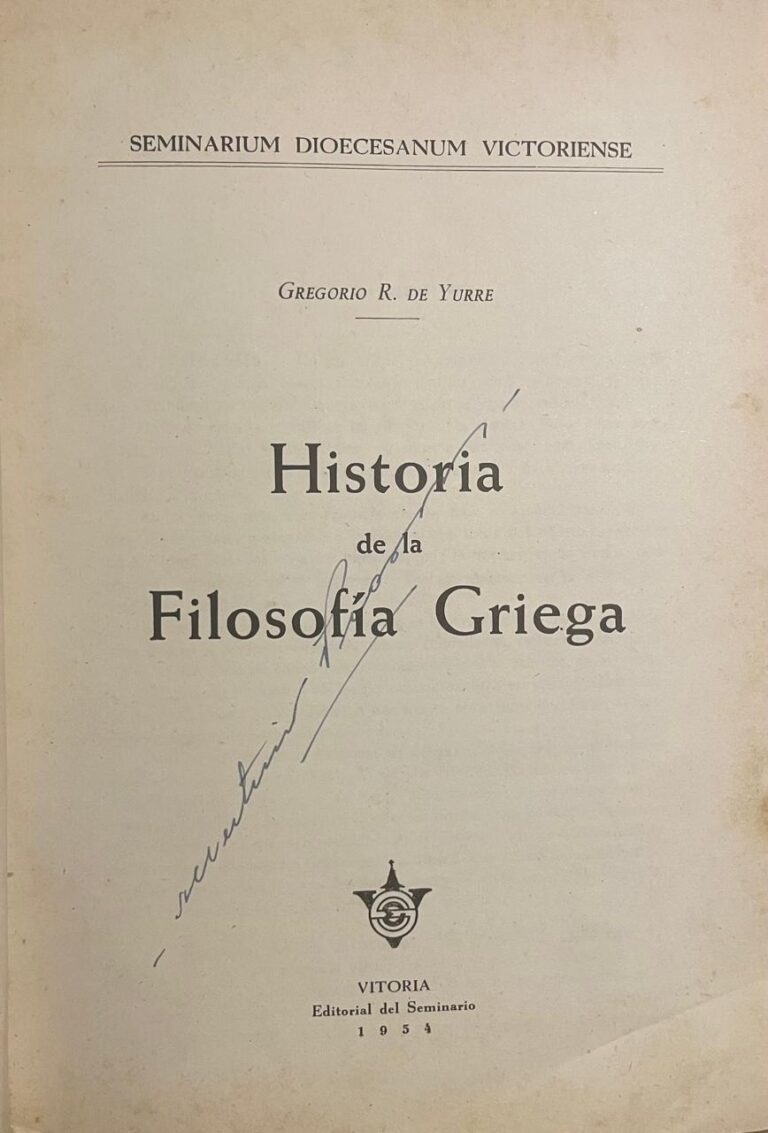 SEMINARIUM DIOECESANUM VICTORIENSE
GREGORIO R. DE YURRE
Historia
de la
Filosofía Griega
VITORIA
Editorial del Seminario
1954